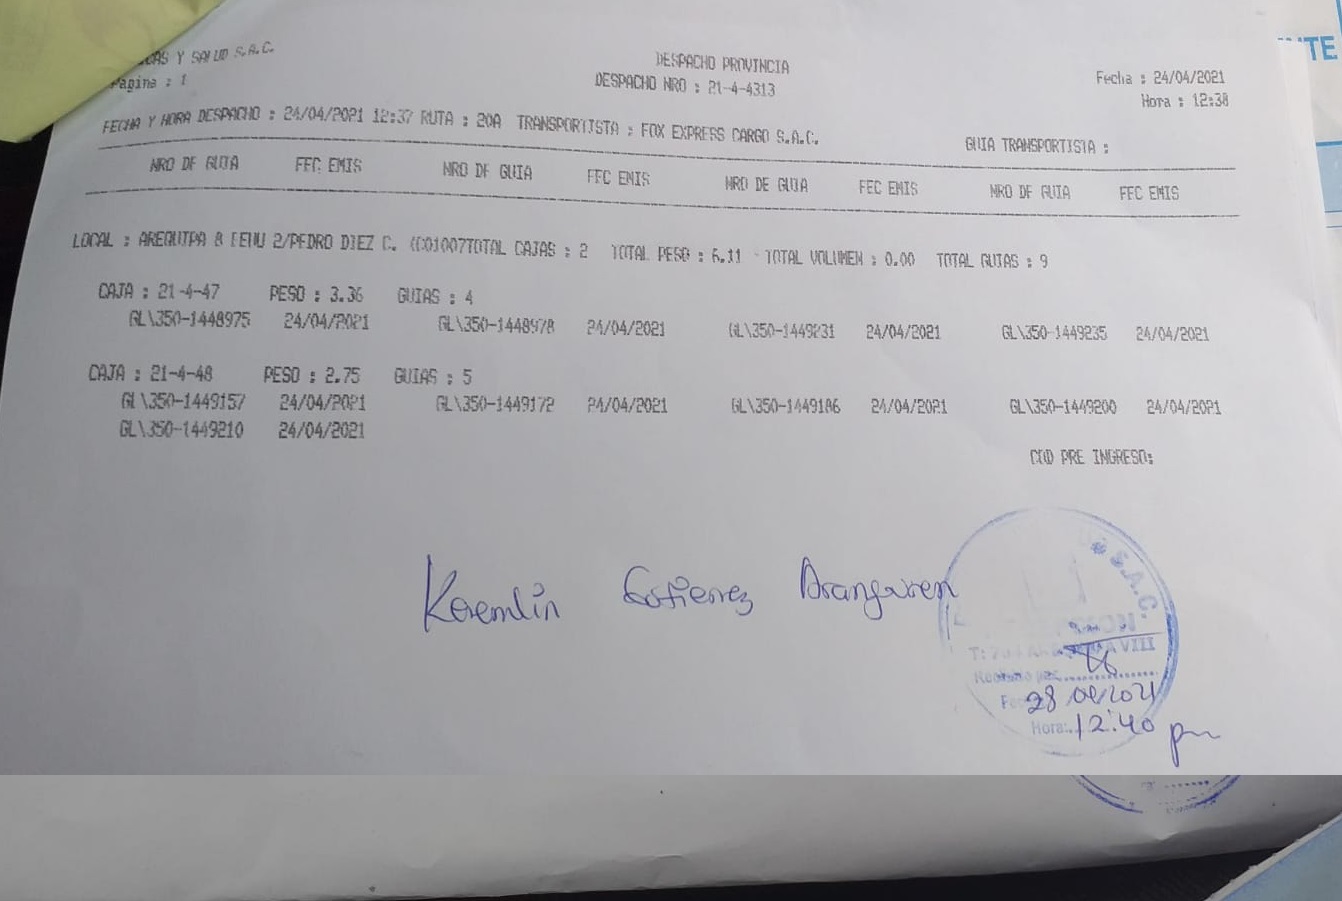 Y SALUD S.A.C.
Pagina : 1
DESPACHO PROVINCIA
DESPACHO NRO : 21-4-4313
Fecha : 24/04/2021
Hora : 12:38
FECHA Y HORA DESPACHO : 24/04/2021 12:37 RUTA : 20A TRANSPORTISTA : FOX EXPRESS CARGO S.A.C.
GUIA TRANSPORTISTA :
NRO DE GUIA FEC EMIS NRO DE GUIA FEC EMIS NRO DE GUIA FEC EMIS NRO DE GUIA FEC EMIS
LOCAL : AREQUIPA 8 2/PEDRO DIEZ C. (C01007TOTAL CAJAS : 2 TOTAL PESO : 6.11 - TOTAL VOLUMEN : 0.00 TOTAL GUIAS : 9
CAJA : 21-4-47 PESO : 3.36 GUIAS : 4
GL\350-1448975 24/04/2021 GL\350-1448978 24/04/2021 GL\350-1449231 24/04/2021 GL\350-1449235 24/04/2021
CAJA : 21-4-48 PESO : 2.75 GUIAS : 5
GL\350-1449157 24/04/2021 GL\350-1449172 24/04/2021 GL\350-1449186 24/04/2021 GL\350-1449200 24/04/2021
GL\350-1449210 24/04/2021
COD PRE INGRESO:
Keremlin Gutierrez Aranguren
S.A.C.
VIII
28/04/2021
Hora: 12:40 pm